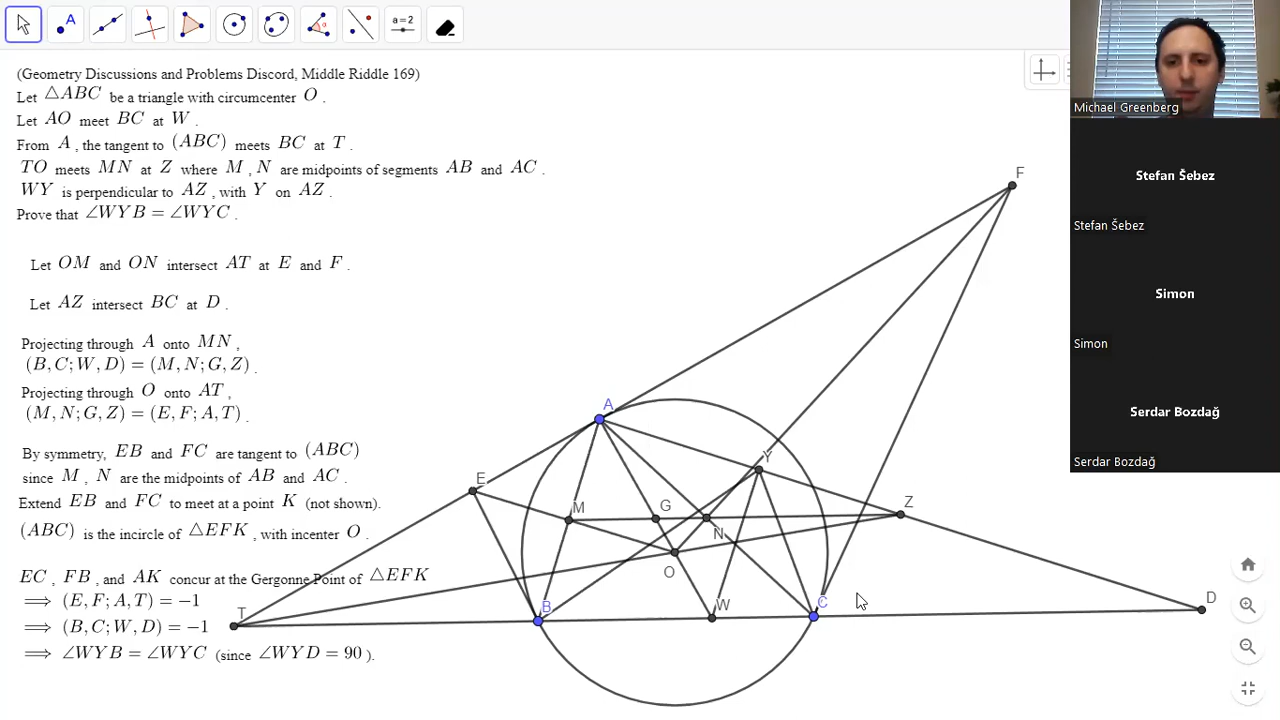 a=2
(Geometry Discussions and Problems Discord, Middle Riddle 169)
Let △ABC be a triangle with circumcenter O .
Let AO meet BC at W .
From A , the tangent to (ABC) meets BC at T .
TO meets MN at Z where M , N are midpoints of segments AB and AC .
WY is perpendicular to AZ , with Y on AZ .
Prove that ∠WYB = ∠WYC .
Let OM and ON intersect AT at E and F .
Let AZ intersect BC at D .
Projecting through A onto MN ,
(B, C; W, D) = (M, N; G, Z) .
Projecting through O onto AT ,
(M, N; G, Z) = (E, F; A, T) .
By symmetry, EB and FC are tangent to (ABC)
since M , N are the midpoints of AB and AC .
Extend EB and FC to meet at a point K (not shown).
(ABC) is the incircle of △EFK , with incenter O .
EC , FB , and AK concur at the Gergonne Point of △EFK
⟹ (E, F; A, T) = −1
⟹ (B, C; W, D) = −1
⟹ ∠WYB = ∠WYC (since ∠WYD = 90 ).
F
A
Y
E
Z
M
G
N
O
D
B
W
C
T
Michael Greenberg
Stefan Šebez
Stefan Šebez
Simon
Simon
Serdar Bozdağ
Serdar Bozdağ